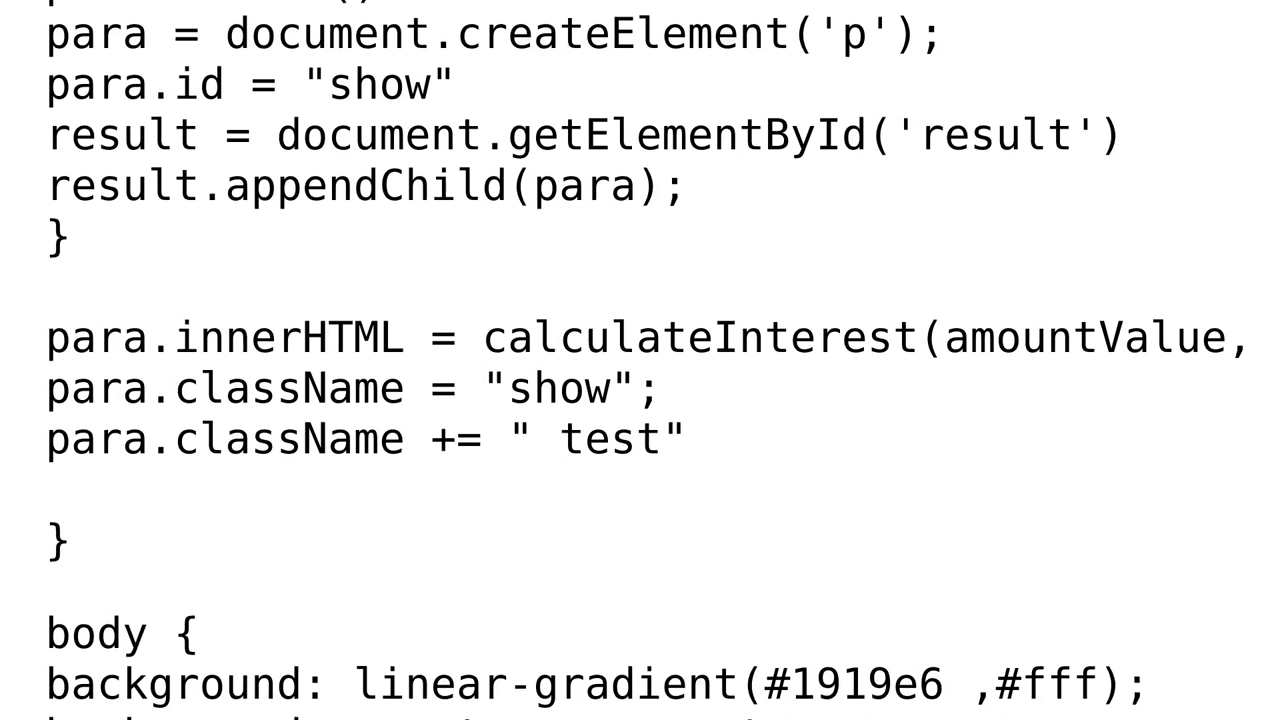 para = document.createElement('p');
para.id = "show"
result = document.getElementById('result')
result.appendChild(para);
}
para.innerHTML = calculateInterest(amountValue,
para.className = "show";
para.className += " test"
}
body {
background: linear-gradient(#1919e6 ,#fff);